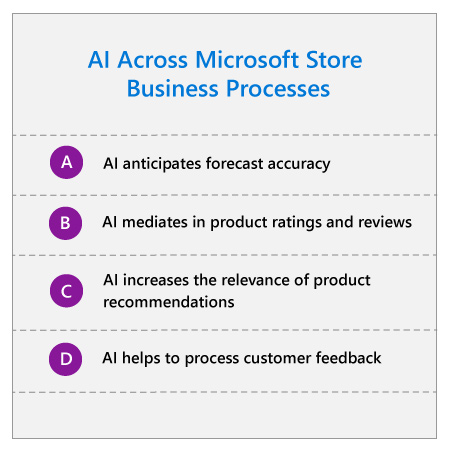 AI Across Microsoft Store
Business Processes
A AI anticipates forecast accuracy
B AI mediates in product ratings and reviews
C AI increases the relevance of product
recommendations
D AI helps to process customer feedback